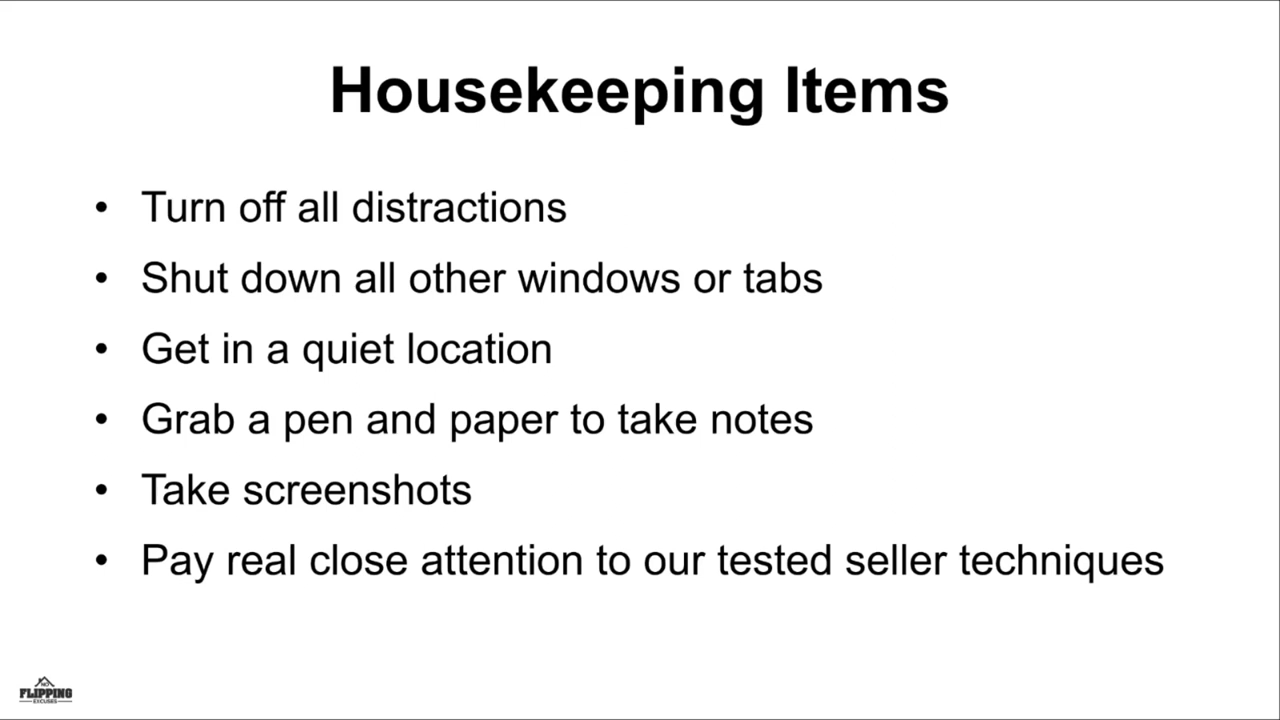 Housekeeping Items
• Turn off all distractions
• Shut down all other windows or tabs
• Get in a quiet location
• Grab a pen and paper to take notes
• Take screenshots
• Pay real close attention to our tested seller techniques
NO
FLIPPING
EXCUSES